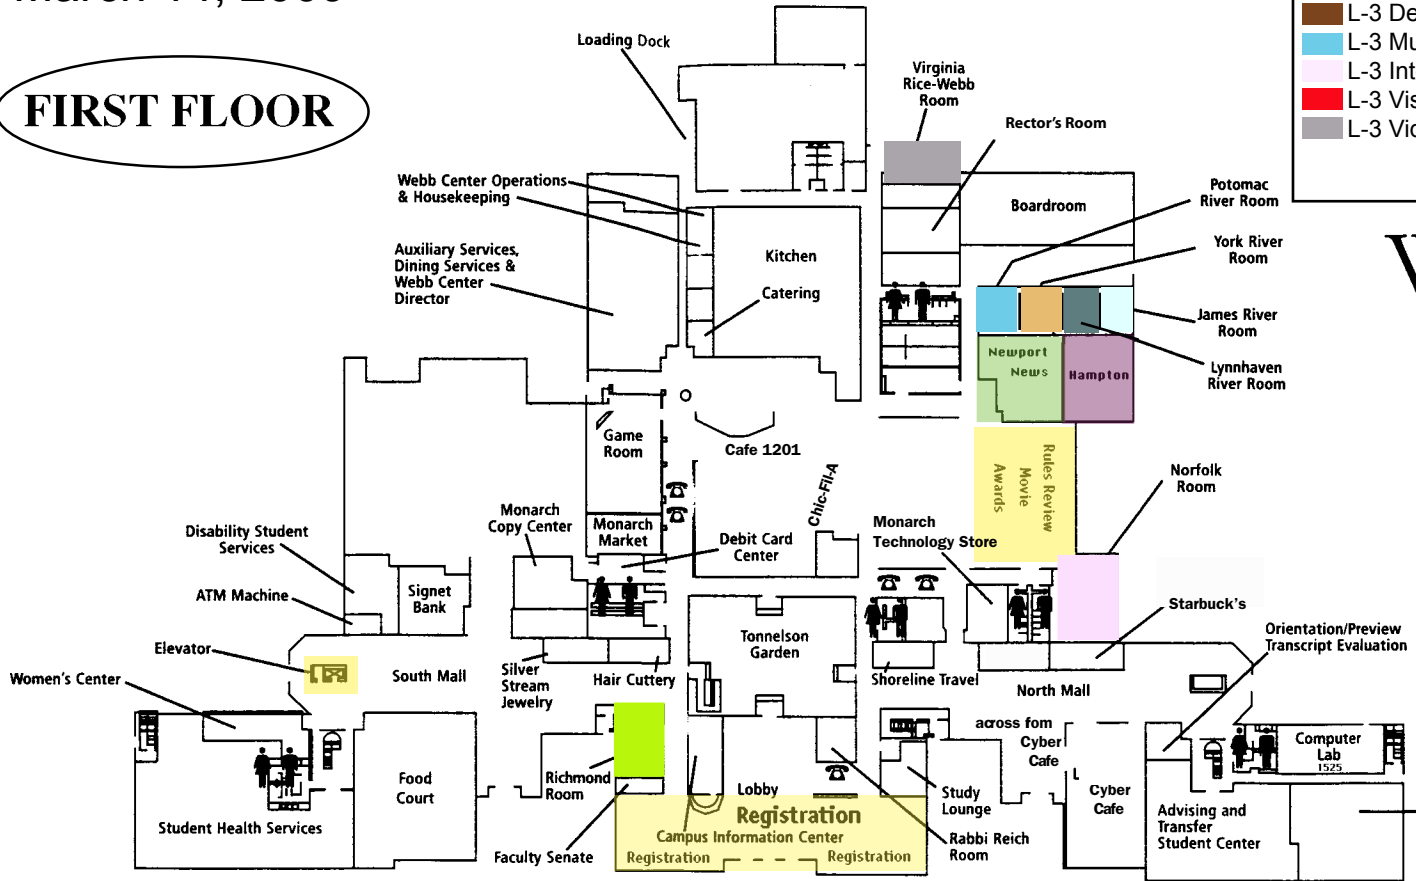 FIRST FLOOR
L-3 De
L-3 Mu
L-3 Int
L-3 Vis
L-3 Vic
Loading Dock
Virginia
Rice-Webb
Room
Rector's Room
Webb Center Operations
& Housekeeping
Potomac
River Room
Boardroom
Auxiliary Services,
Dining Services &
Webb Center
Director
Kitchen
Catering
York River
Room
James River
Room
Lynnhaven
River Room
Newport
News
Hampton
Game
Room
Cafe 1201
Chic-Fil-A
Rules Review
Movie
Awards
Norfolk
Room
Monarch
Copy Center
Monarch
Market
Debit Card
Center
Monarch
Technology Store
Disability Student
Services
ATM Machine
Signet
Bank
Starbuck's
Elevator
South Mall
Silver
Stream
Jewelry
Hair Cuttery
Tonnelson
Garden
Shoreline Travel
North Mall
Orientation/Preview
Transcript Evaluation
Women's Center
across fom
Cyber
Cafe
Computer
Lab
1525
Richmond
Room
Food
Court
Lobby
Study
Lounge
Cyber
Cafe
Advising and
Transfer
Student Center
Student Health Services
Registration
Campus Information Center
Rabbi Reich
Room
Faculty Senate
Registration
Registration